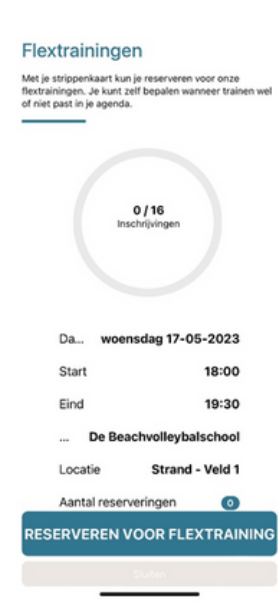 Flextrainingen
Met je strippenkaart kun je reserveren voor onze
flextrainingen. Je kunt zelf bepalen wanneer trainen wel
of niet past in je agenda.
0 / 16
Inschrijvingen
Da... woensdag 17-05-2023
Start 18:00
Eind 19:30
... De Beachvolleybalschool
Locatie Strand - Veld 1
Aantal reserveringen 0
RESERVEREN VOOR FLEXTRAINING
Sluiten